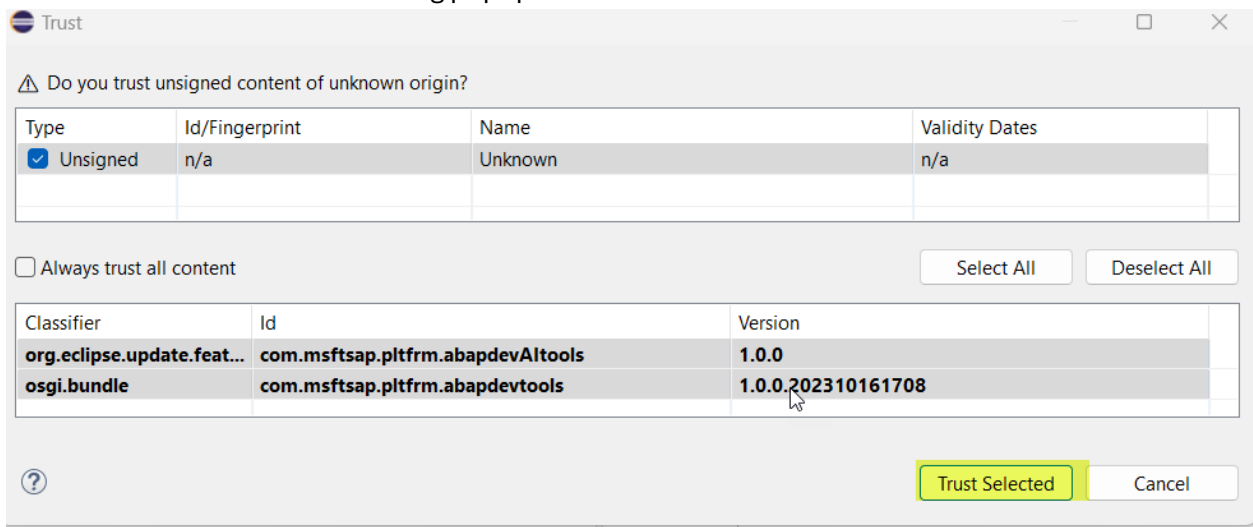 Trust
Do you trust unsigned content of unknown origin?
Type Id/Fingerprint Name Validity Dates
Unsigned n/a Unknown n/a
Always trust all content Select All Deselect All
Classifier Id Version
org.eclipse.update.feat... com.msftsap.pltfrm.abapdevAItools 1.0.0
osgi.bundle com.msftsap.pltfrm.abapdevtools 1.0.0.202310161708
? Trust Selected Cancel